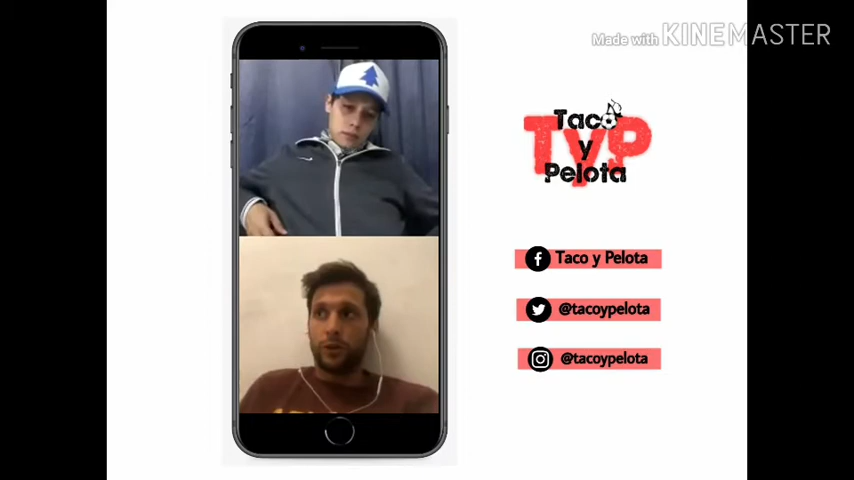 Made with KINEMASTER
Taco
TyP
y
Pelota
Taco y Pelota
@tacoypelota
@tacoypelota